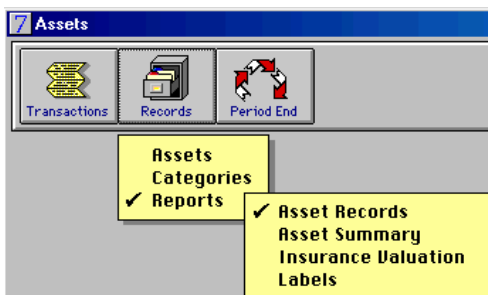 7 Assets
Transactions Records Period End
Assets
Categories
✓ Reports
✓ Asset Records
Asset Summary
Insurance Valuation
Labels